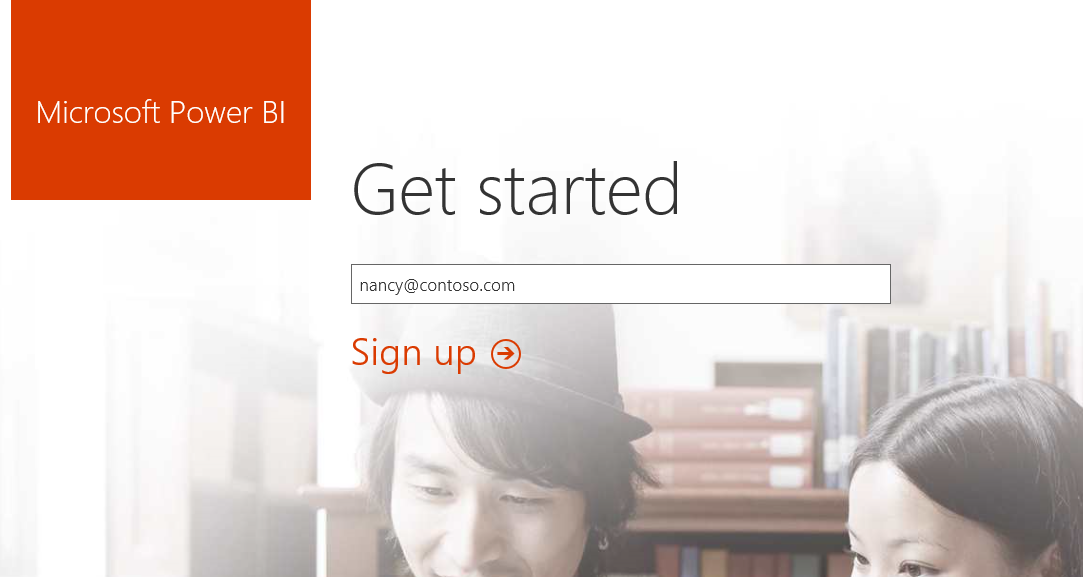 Microsoft Power BI
Get started
nancy@contoso.com
Sign up